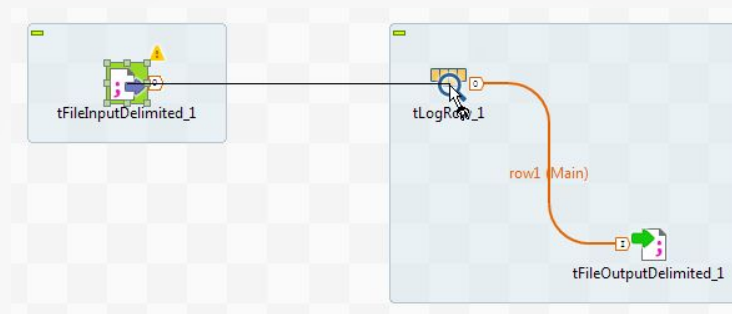 tFileInputDelimited_1
tLogRow_1
row1 (Main)
tFileOutputDelimited_1